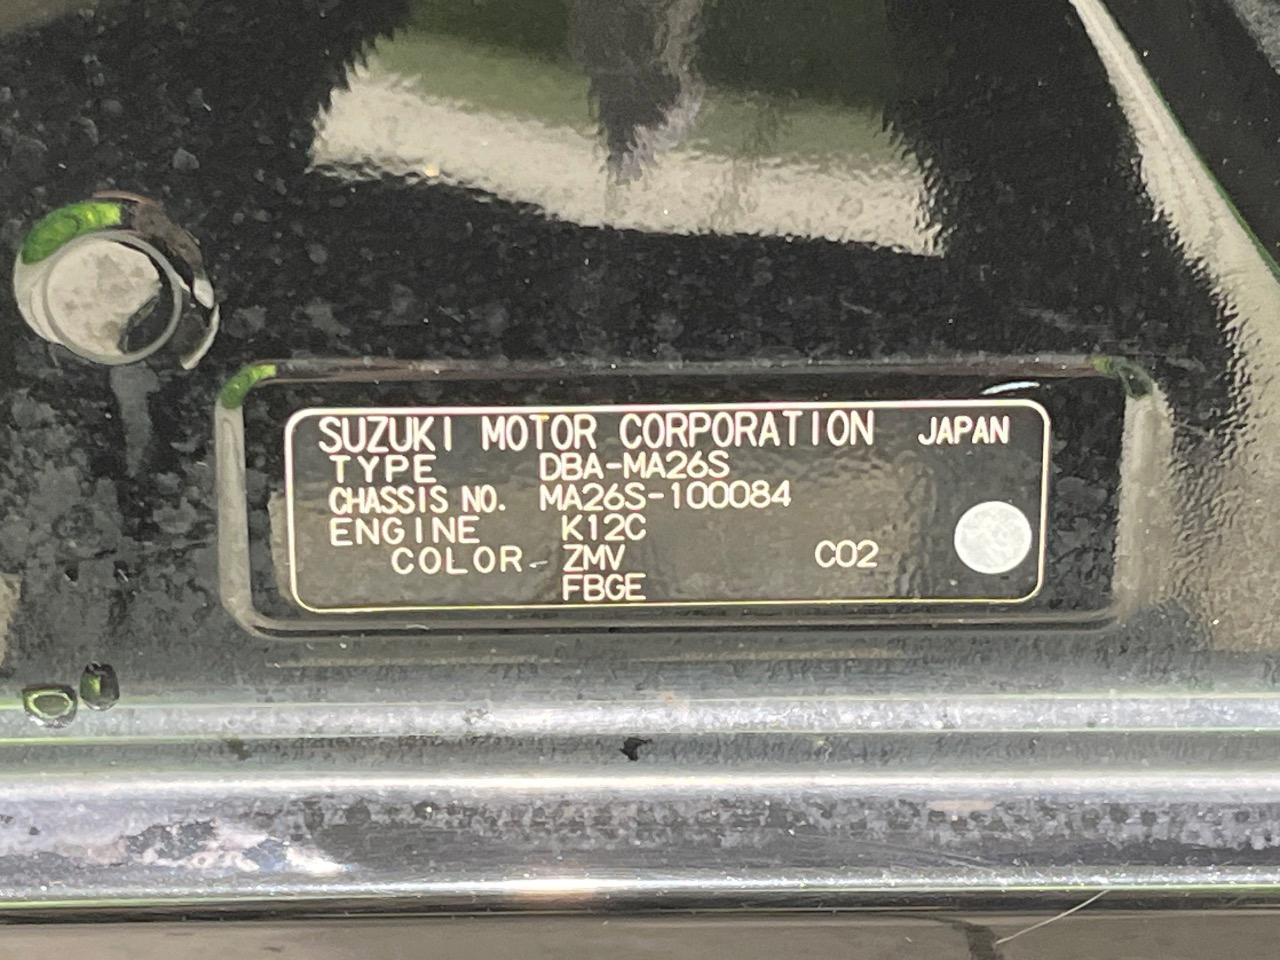 SUZUKI MOTOR CORPORATION JAPAN
TYPE DBA-MA26S
CHASSIS NO. MA26S-100084
ENGINE K12C
COLOR ZMV C02
FBGE